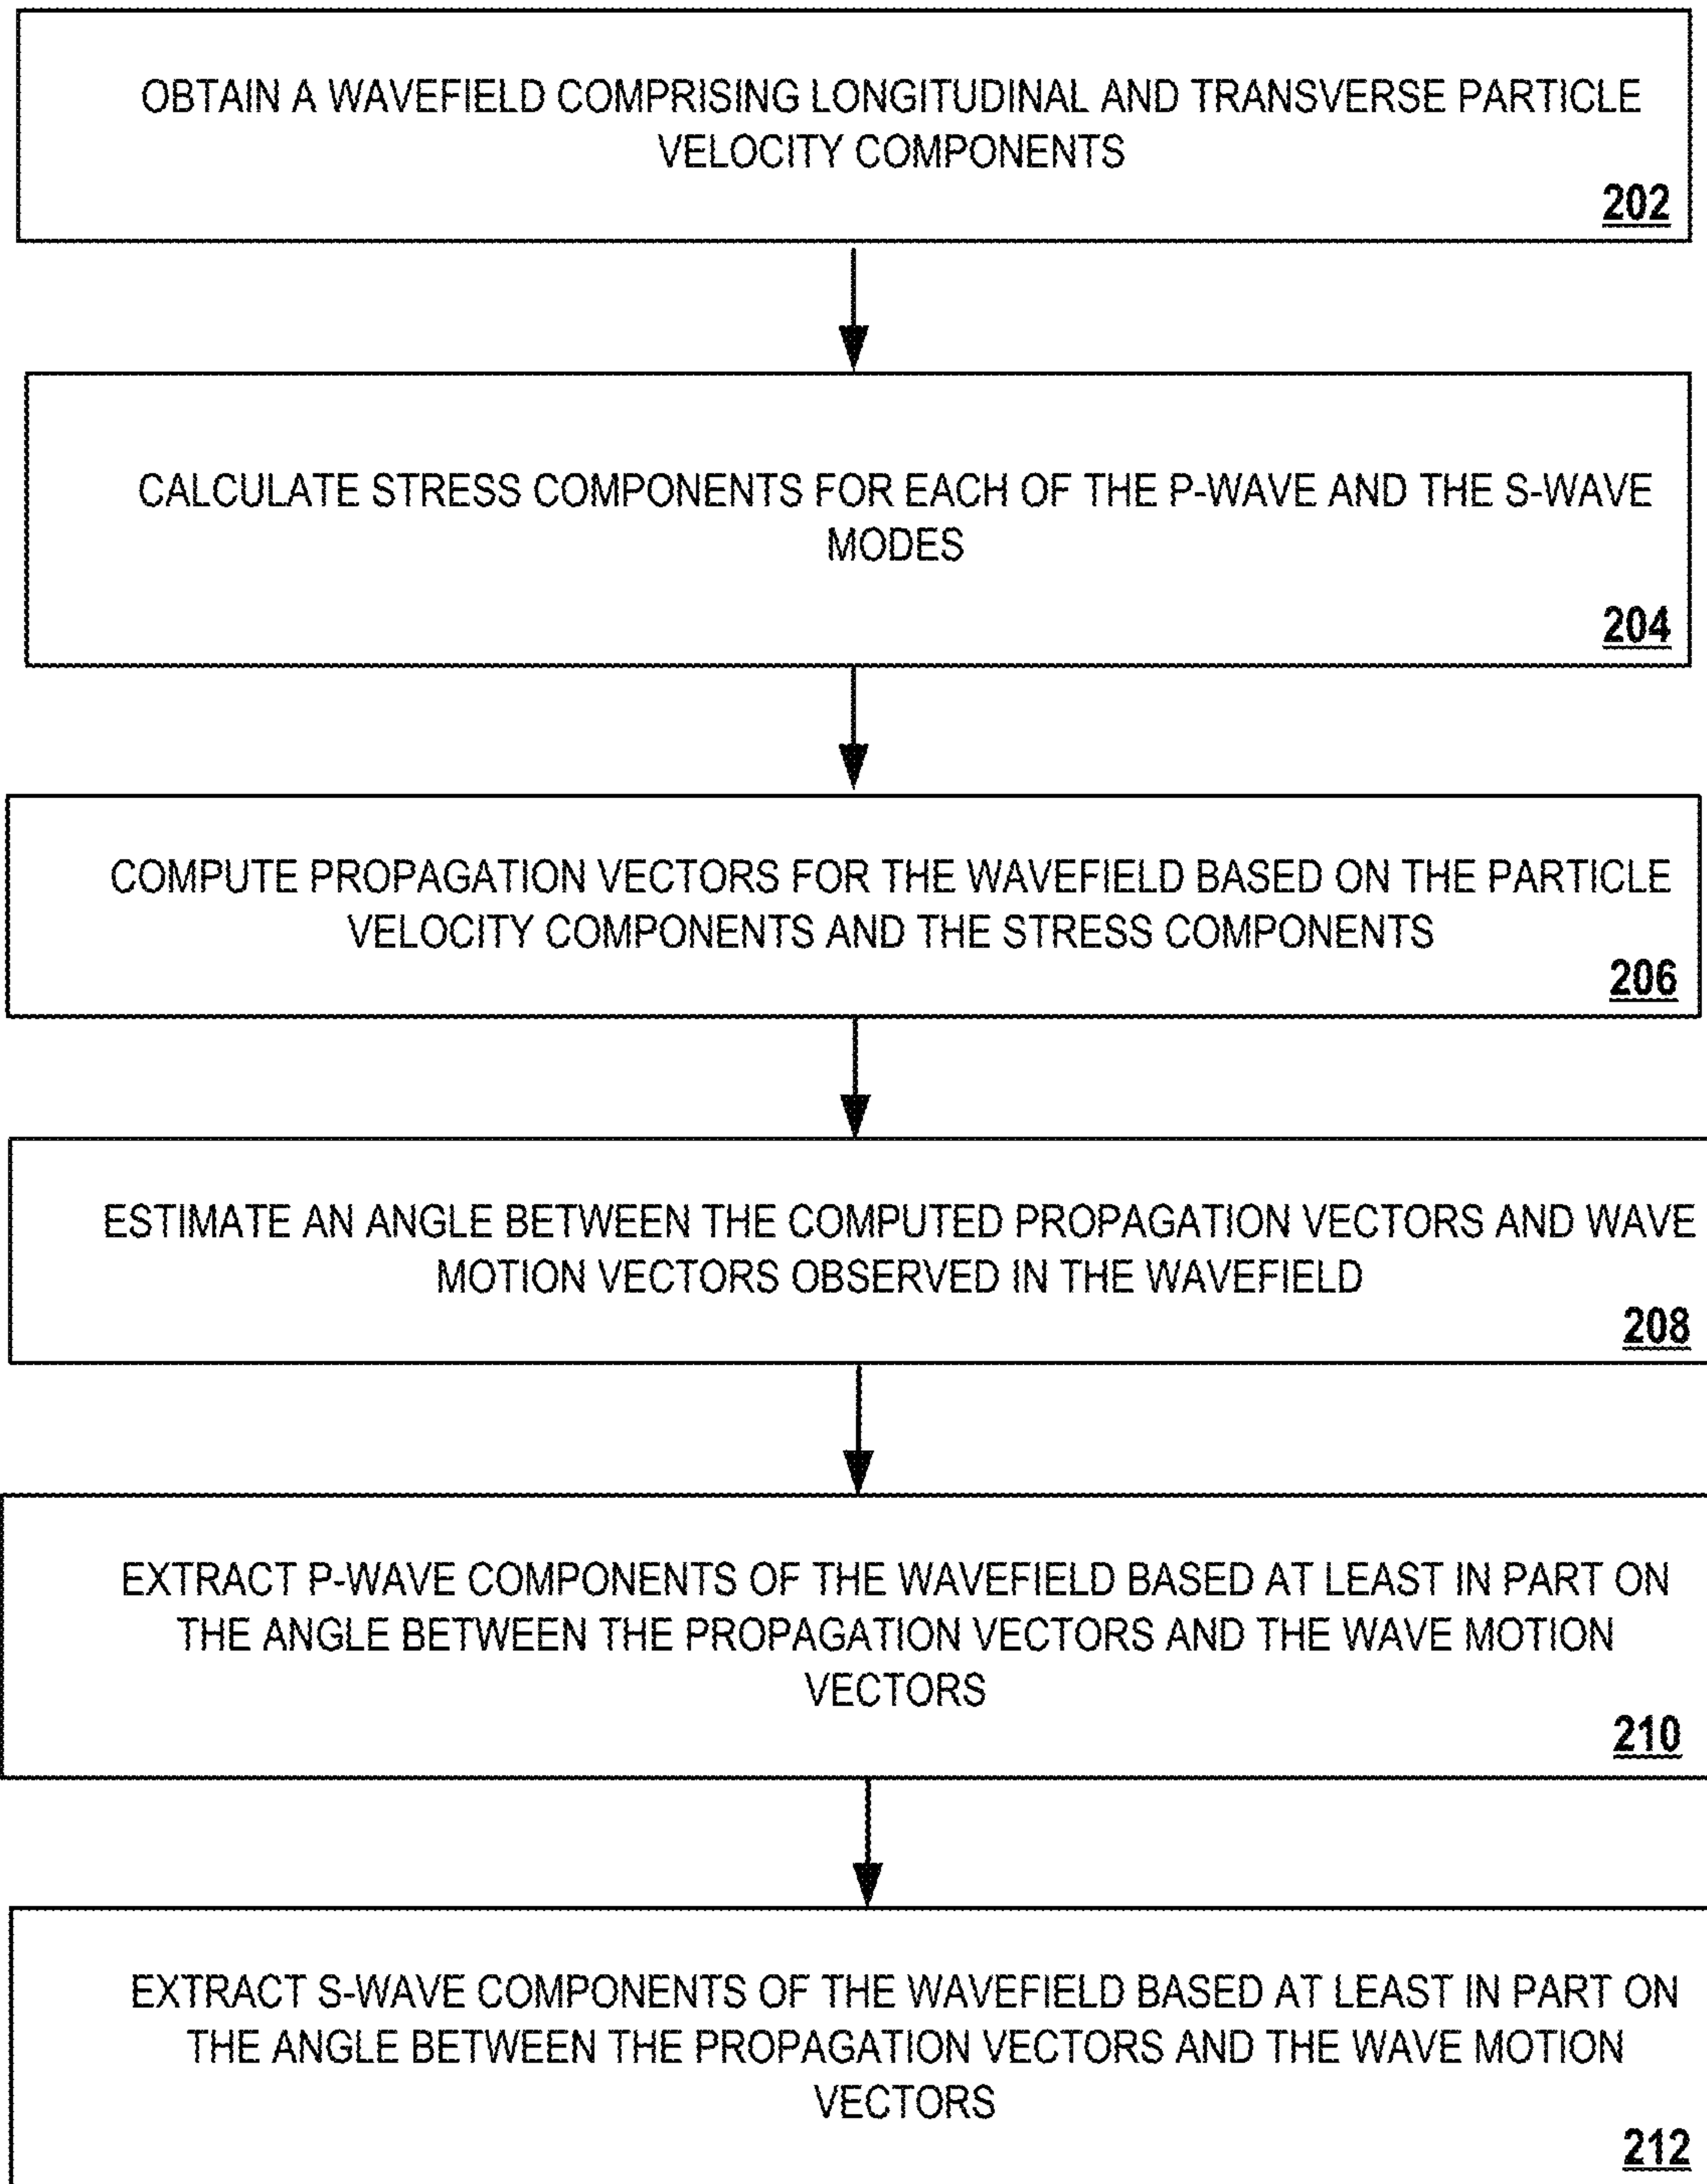 OBTAIN A WAVEFIELD COMPRISING LONGITUDINAL AND TRANSVERSE PARTICLE
VELOCITY COMPONENTS
202
CALCULATE STRESS COMPONENTS FOR EACH OF THE P-WAVE AND THE S-WAVE
MODES
204
COMPUTE PROPAGATION VECTORS FOR THE WAVEFIELD BASED ON THE PARTICLE
VELOCITY COMPONENTS AND THE STRESS COMPONENTS
206
ESTIMATE AN ANGLE BETWEEN THE COMPUTED PROPAGATION VECTORS AND WAVE
MOTION VECTORS OBSERVED IN THE WAVEFIELD
208
EXTRACT P-WAVE COMPONENTS OF THE WAVEFIELD BASED AT LEAST IN PART ON
THE ANGLE BETWEEN THE PROPAGATION VECTORS AND THE WAVE MOTION
VECTORS
210
EXTRACT S-WAVE COMPONENTS OF THE WAVEFIELD BASED AT LEAST IN PART ON
THE ANGLE BETWEEN THE PROPAGATION VECTORS AND THE WAVE MOTION
VECTORS
212